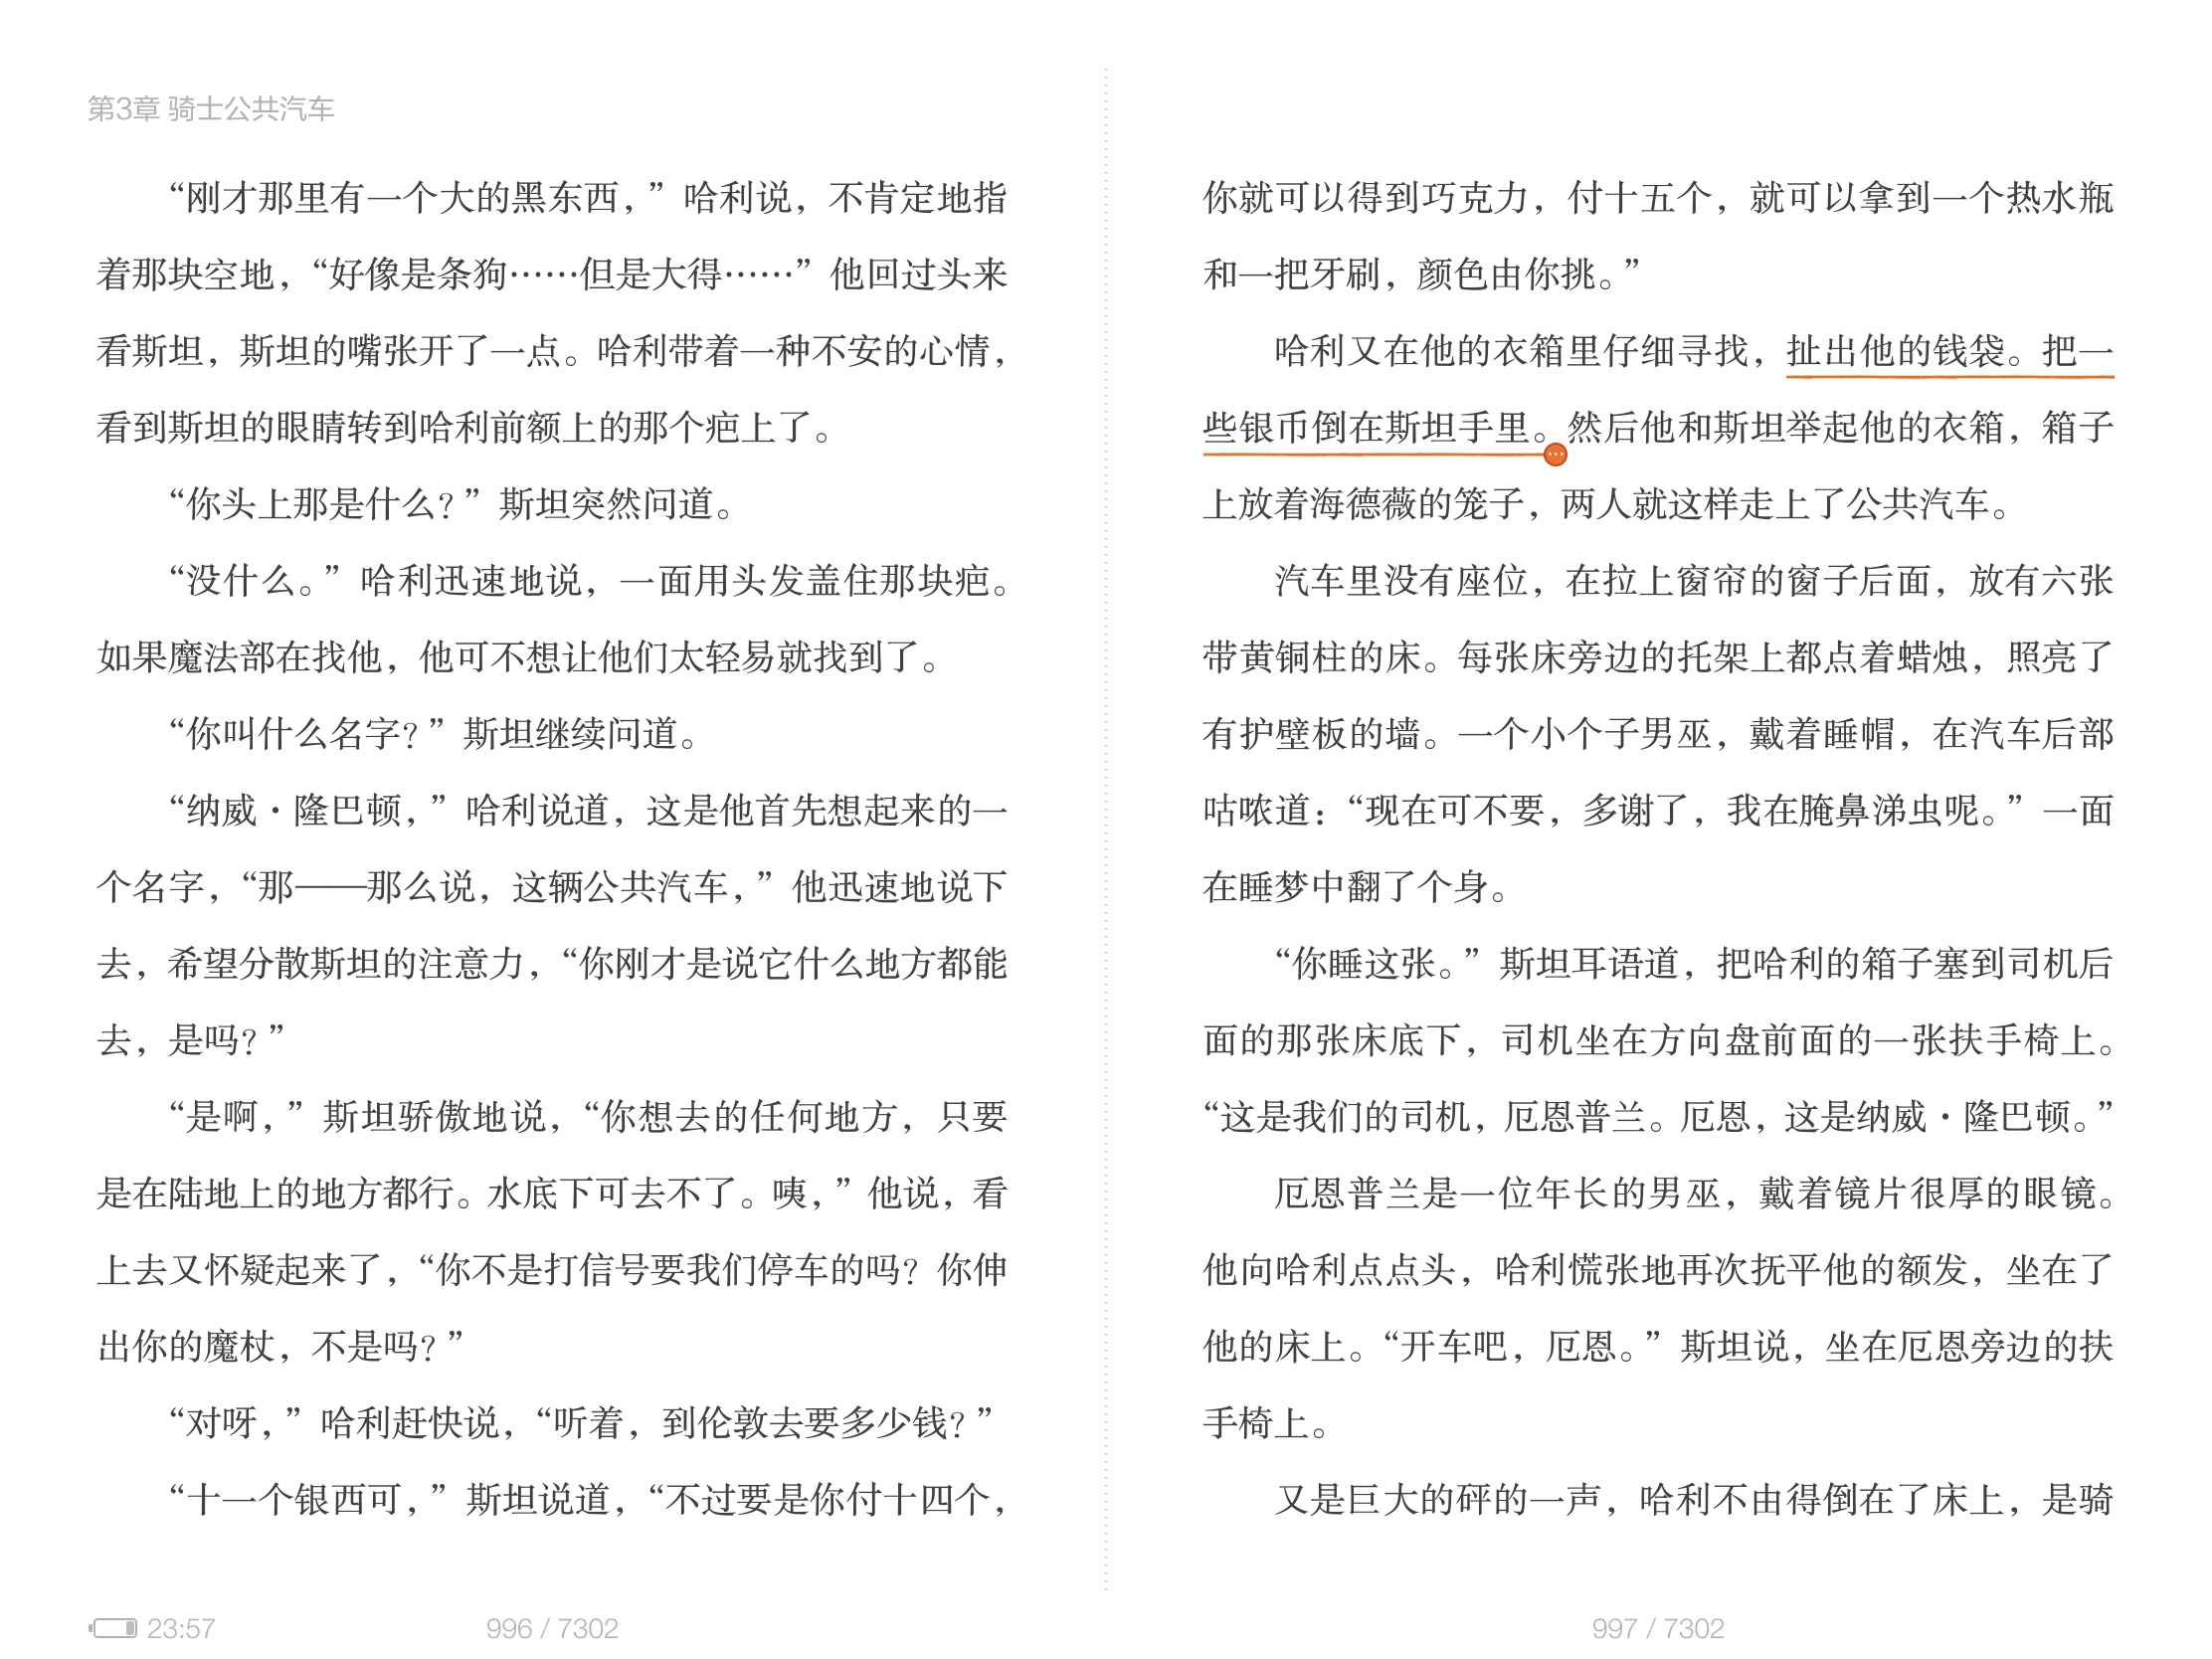 第3章 骑士公共汽车
“刚才那里有一个大的黑东西，”哈利说，不肯定地指
着那块空地，“好像是条狗……但是大得……”他回过头来
看斯坦，斯坦的嘴张开了一点。哈利带着一种不安的心情，
看到斯坦的眼睛转到哈利前额上的那个疤上了。
“你头上那是什么？”斯坦突然问道。
“没什么。”哈利迅速地说，一面用头发盖住那块疤。
如果魔法部在找他，他可不想让他们太轻易就找到了。
“你叫什么名字？”斯坦继续问道。
“纳威·隆巴顿，”哈利说道，这是他首先想起来的一
个名字，“那——那么说，这辆公共汽车，”他迅速地说下
去，希望分散斯坦的注意力，“你刚才是说它什么地方都能
去，是吗？”
“是啊，”斯坦骄傲地说，“你想去的任何地方，只要
是在陆地上的地方都行。水底下可去不了。咦，”他说，看
上去又怀疑起来了，“你不是打信号要我们停车的吗？你伸
出你的魔杖，不是吗？”
“对呀，”哈利赶快说，“听着，到伦敦去要多少钱？”
“十一个银西可，”斯坦说道，“不过要是你付十四个，
你就可以得到巧克力，付十五个，就可以拿到一个热水瓶
和一把牙刷，颜色由你挑。”
哈利又在他的衣箱里仔细寻找，扯出他的钱袋。把一
些银币倒在斯坦手里。然后他和斯坦举起他的衣箱，箱子
上放着海德薇的笼子，两人就这样走上了公共汽车。
汽车里没有座位，在拉上窗帘的窗子后面，放有六张
带黄铜柱的床。每张床旁边的托架上都点着蜡烛，照亮了
有护壁板的墙。一个小个子男巫，戴着睡帽，在汽车后部
咕哝道：“现在可不要，多谢了，我在腌鼻涕虫呢。”一面
在睡梦中翻了个身。
“你睡这张。”斯坦耳语道，把哈利的箱子塞到司机后
面的那张床底下，司机坐在方向盘前面的一张扶手椅上。
“这是我们的司机，厄恩普兰。厄恩，这是纳威·隆巴顿。”
厄恩普兰是一位年长的男巫，戴着镜片很厚的眼镜。
他向哈利点点头，哈利慌张地再次抚平他的额发，坐在了
他的床上。“开车吧，厄恩。”斯坦说，坐在厄恩旁边的扶
手椅上。
又是巨大的砰的一声，哈利不由得倒在了床上，是骑
23:57
996 / 7302
997 / 7302